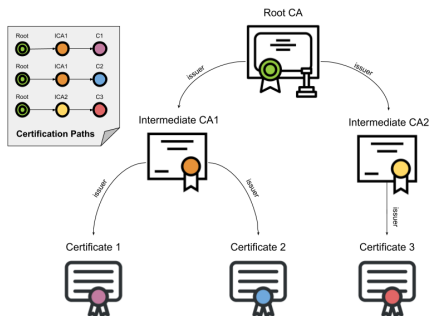 Root CA
Root ICA1 C1
Root ICA1 C2
Root ICA2 C3
Certification Paths
issuer
issuer
Intermediate CA1
Intermediate CA2
issuer
issuer
issuer
Certificate 1
Certificate 2
Certificate 3